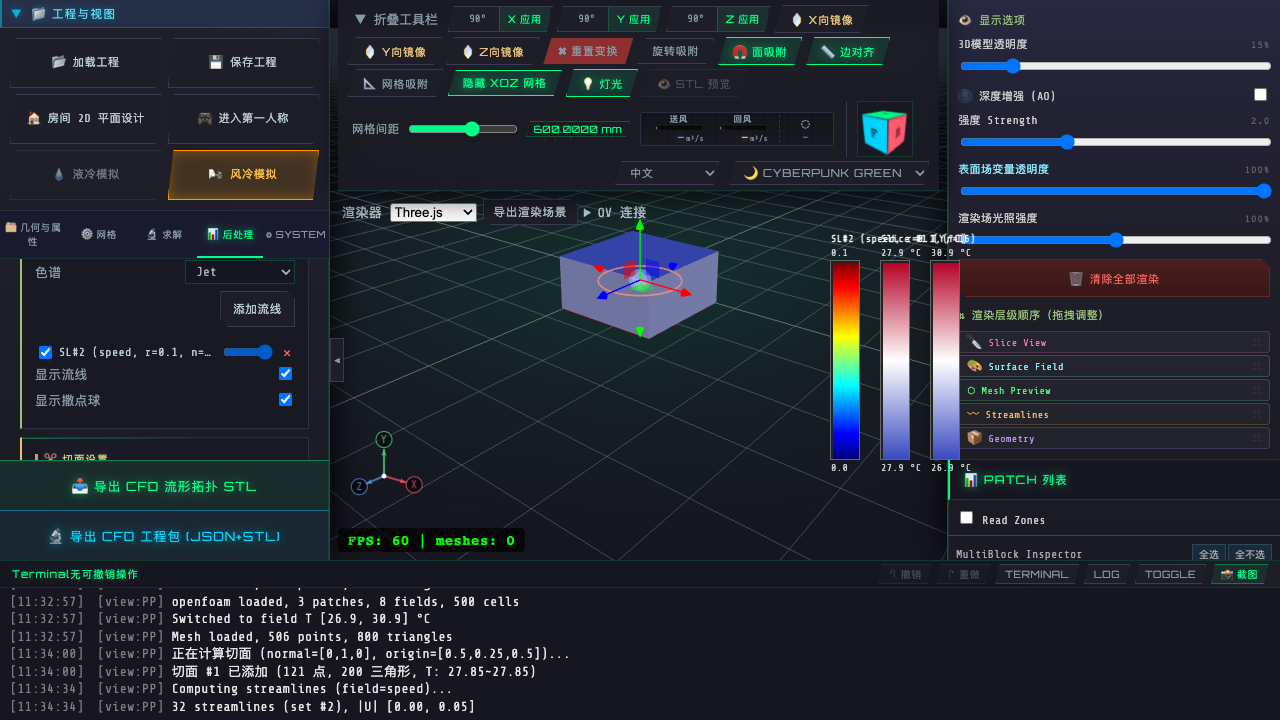 ▼ 📂 工程与视图
📂 加载工程
💾 保存工程
🏠 房间 2D 平面设计
🎮 进入第一人称
💧 液冷模拟
🌬 风冷模拟
几何与属性
网格
求解
📊 后处理
⚙ SYSTEM
色谱
Jet
添加流线
SL#2 (speed, r=0.1, n=…
×
显示流线
显示撒点球
导出 CFD 流形拓扑 STL
导出 CFD 工程包 (JSON+STL)
▼ 折叠工具栏
90°
X 应用
90°
Y 应用
90°
Z 应用
X向镜像
Y向镜像
Z向镜像
✖ 重置变换
旋转吸附
🧲 面吸附
📏 边对齐
📐 网格吸附
隐藏 XOZ 网格
💡 灯光
STL 预览
网格间距
600.0000 mm
送风
— m³/s
回风
— m³/s
中文
🌙 CYBERPUNK GREEN
渲染器
Three.js
导出渲染场景
▶ OV 连接
0.1
27.9 °C
30.9 °C
0.0
27.9 °C
26.9 °C
Y
Z
X
FPS: 60 | meshes: 0
显示选项
3D模型透明度
15%
深度增强 (AO)
强度 Strength
2.0
表面场变量透明度
100%
渲染场光照强度
100%
清除全部渲染
渲染层级顺序 (拖拽调整)
Slice View
Surface Field
Mesh Preview
Streamlines
Geometry
📊 PATCH 列表
Read Zones
MultiBlock Inspector
全选
全不选
Terminal无可撤销操作
撤销
重做
TERMINAL
LOG
TOGGLE
📸 截图
[11:32:57] [view:PP] openfoam loaded, 3 patches, 8 fields, 500 cells
[11:32:57] [view:PP] Switched to field T [26.9, 30.9] °C
[11:32:57] [view:PP] Mesh loaded, 506 points, 800 triangles
[11:34:00] [view:PP] 正在计算切面 (normal=[0,1,0], origin=[0.5,0.25,0.5])...
[11:34:00] [view:PP] 切面 #1 已添加 (121 点, 200 三角形, T: 27.85~27.85)
[11:34:34] [view:PP] Computing streamlines (field=speed)...
[11:34:34] [view:PP] 32 streamlines (set #2), |U| [0.00, 0.05]